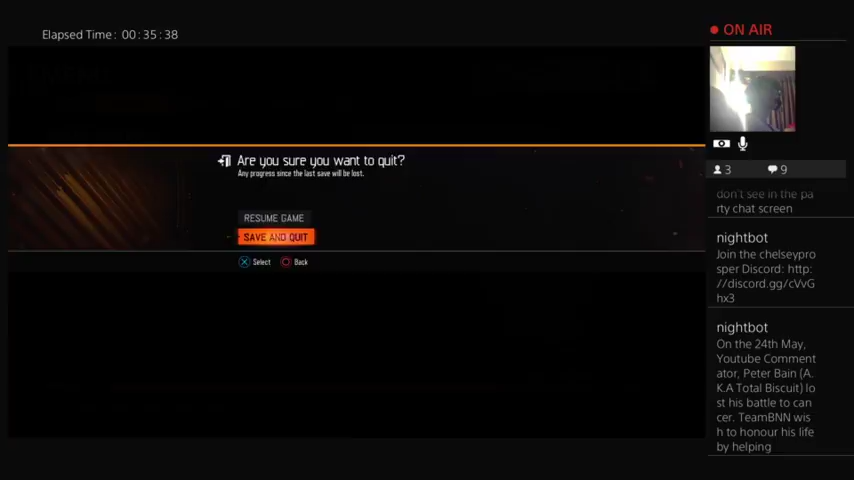 Elapsed Time: 00:35:38
ON AIR
Are you sure you want to quit?
Any progress since the last save will be lost.
RESUME GAME
SAVE AND QUIT
Select
Back
3
9
don't see in the pa
rty chat screen
nightbot
Join the chelseypro
sper Discord: http:
//discord.gg/cVvG
hx3
nightbot
On the 24th May,
Youtube Comment
ator, Peter Bain (A.
K.A Total Biscuit) lo
st his battle to can
cer. TeamBNN wis
h to honour his life
by helping